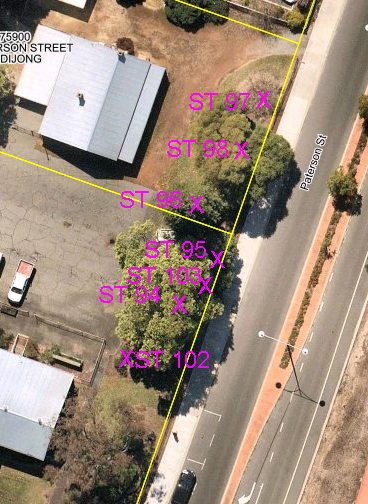 75900
RSON STREET
DIJONG
ST 97
ST 98
Paterson St
ST 96
ST 95
ST 103
ST 94
ST 102